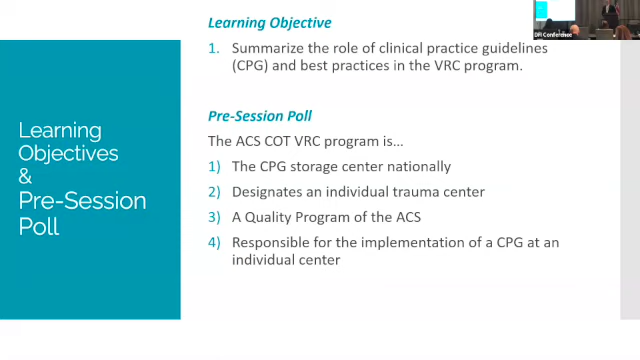 Learning
Objectives
&
Pre-Session
Poll
Learning Objective
1. Summarize the role of clinical practice guidelines
(CPG) and best practices in the VRC program.
Pre-Session Poll
The ACS COT VRC program is…
1) The CPG storage center nationally
2) Designates an individual trauma center
3) A Quality Program of the ACS
4) Responsible for the implementation of a CPG at an
individual center
DFI Conference